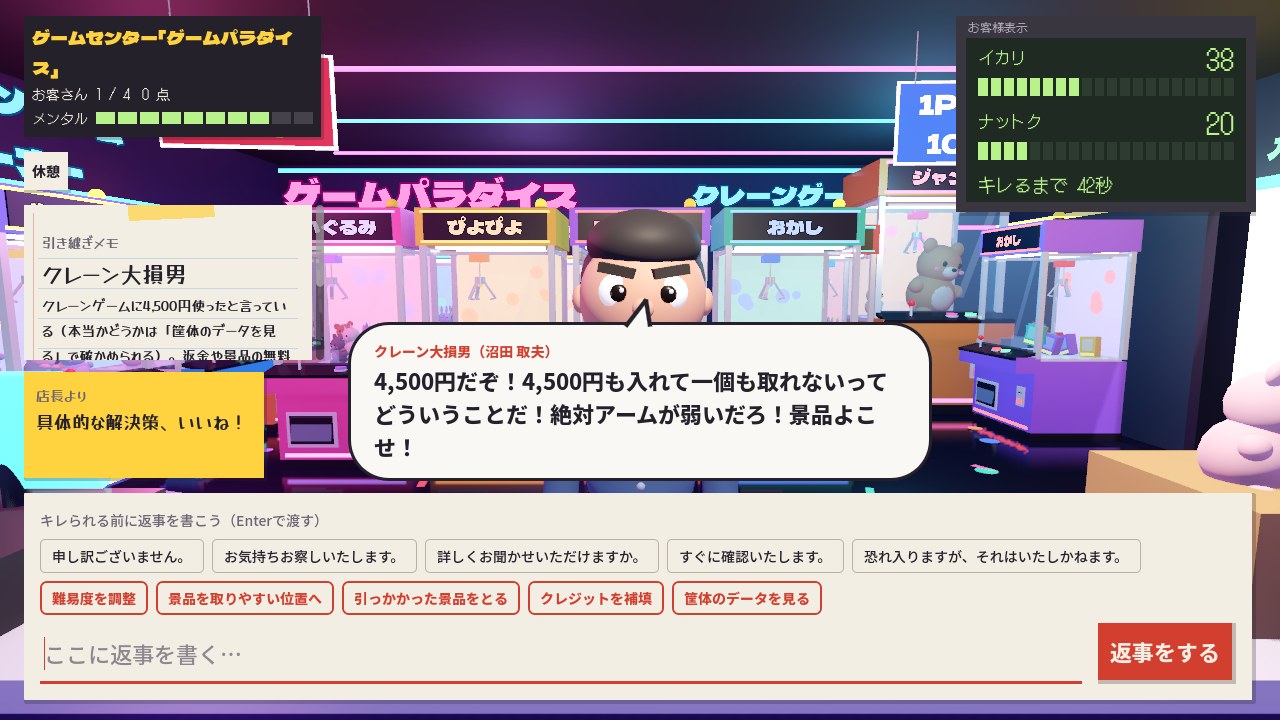 ゲームセンター「ゲームパラダイ
ス」
お客さん 1/4 0点
メンタル
休憩
引き継ぎメモ
クレーン大損男
クレーンゲームに4,500円使ったと言ってい
る（本当かどうかは「筐体のデータを見
る」で確かめられる）。返金や景品の無料
店長より
具体的な解決策、いいね！
お客様表示
イカリ 38
ナットク 20
キレるまで 42秒
1P
10
ゲームパラダイス
クレーンゲー
ジャン
ぐるみ
ぴよぴよ
おかし
おかし
クレーン大損男（沼田 取夫）
4,500円だぞ！4,500円も入れて一個も取れないって
どういうことだ！絶対アームが弱いだろ！景品よこ
せ！
キレられる前に返事を書こう（Enterで渡す）
申し訳ございません。
お気持ちお察しいたします。
詳しくお聞かせいただけますか。
すぐに確認いたします。
恐れ入りますが、それはいたしかねます。
難易度を調整
景品を取りやすい位置へ
引っかかった景品をとる
クレジットを補填
筐体のデータを見る
ここに返事を書く…
返事をする